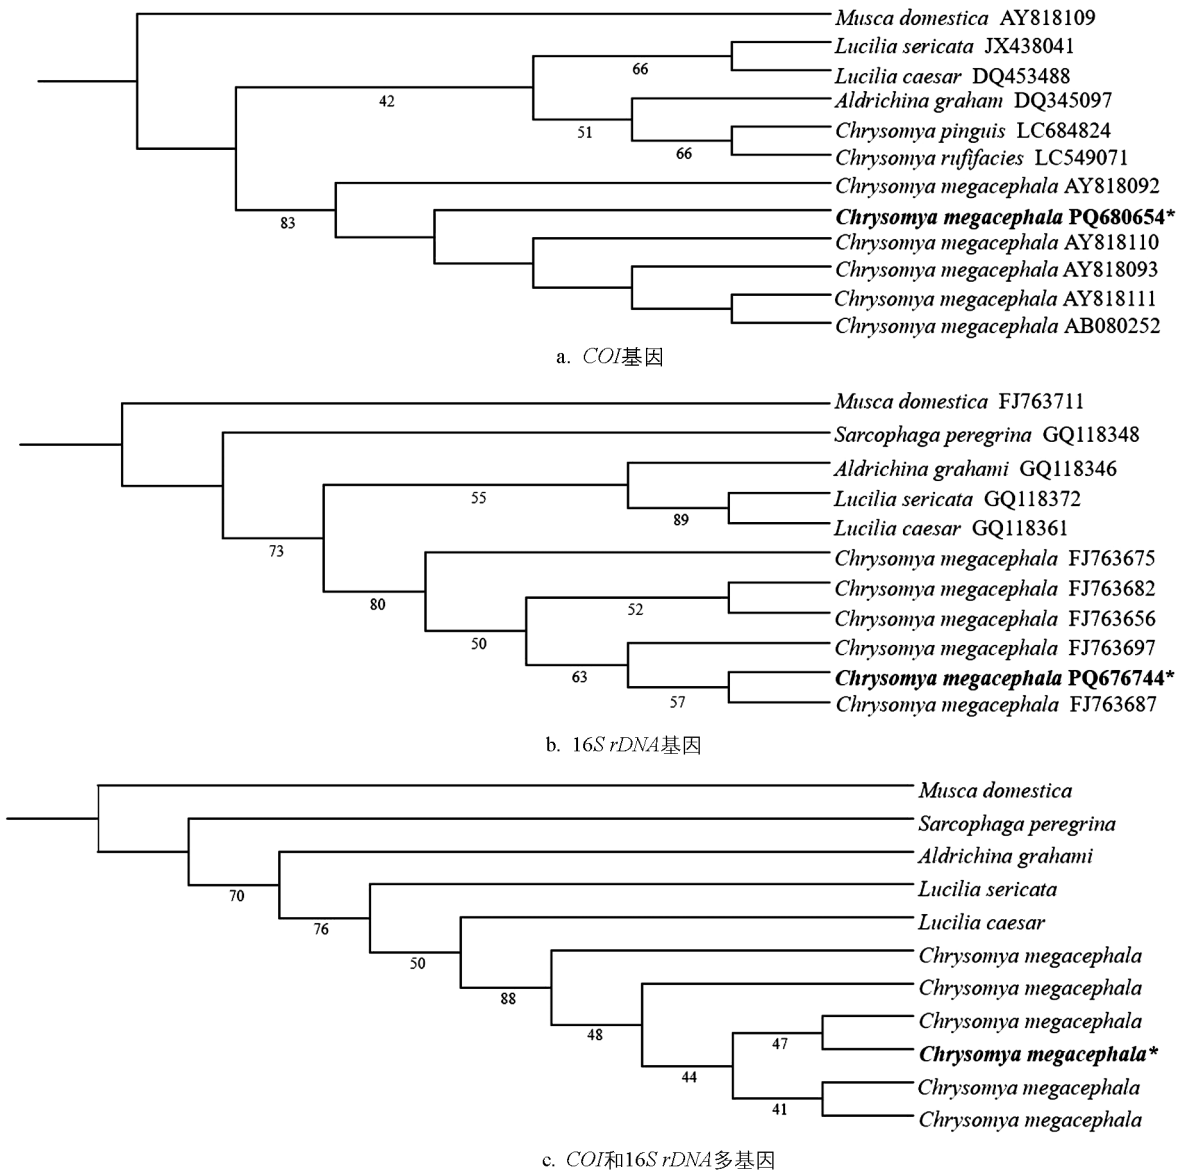 Musca domestica AY818109
Lucilia sericata JX438041
66
Lucilia caesar DQ453488
42
Aldrichina graham DQ345097
51
Chrysomya pinguis LC684824
66
Chrysomya rufifacies LC549071
Chrysomya megacephala AY818092
83
Chrysomya megacephala PQ680654*
Chrysomya megacephala AY818110
Chrysomya megacephala AY818093
Chrysomya megacephala AY818111
Chrysomya megacephala AB080252
a. COI基因
Musca domestica FJ763711
Sarcophaga peregrina GQ118348
Aldrichina grahami GQ118346
55
Lucilia sericata GQ118372
89
Lucilia caesar GQ118361
73
Chrysomya megacephala FJ763675
Chrysomya megacephala FJ763682
80
52
Chrysomya megacephala FJ763656
50
Chrysomya megacephala FJ763697
63
Chrysomya megacephala PQ676744*
57
Chrysomya megacephala FJ763687
b. 16S rDNA基因
Musca domestica
Sarcophaga peregrina
Aldrichina grahami
70
Lucilia sericata
76
Lucilia caesar
50
Chrysomya megacephala
88
Chrysomya megacephala
48
Chrysomya megacephala
47
Chrysomya megacephala*
44
Chrysomya megacephala
41
Chrysomya megacephala
c. COI和16S rDNA多基因